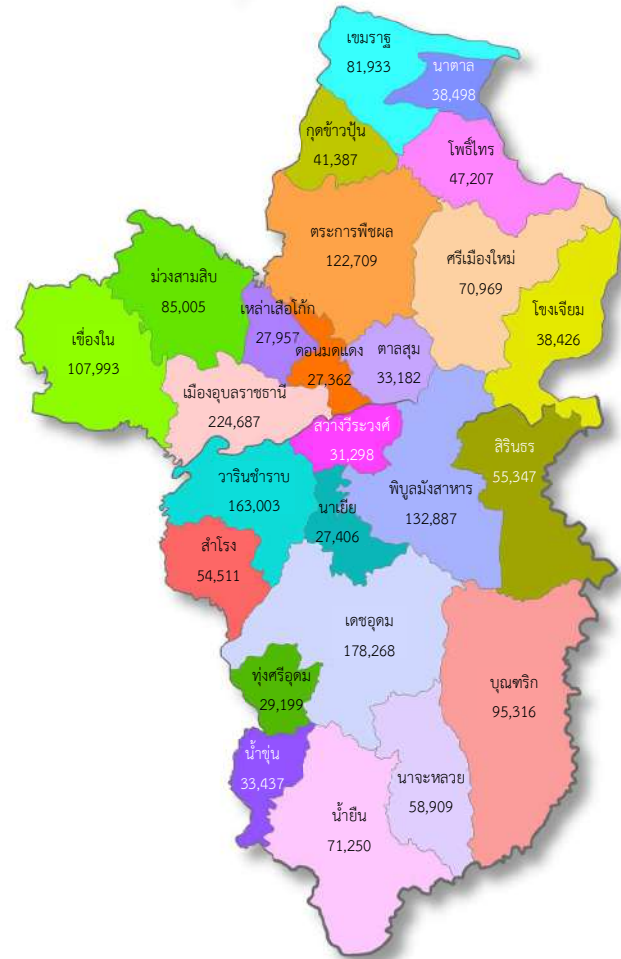 เขมราฐ
81,933
นาตาล
38,498
กุดข้าวปุ้น
41,387
โพธิ์ไทร
47,207
ตระการพืชผล
122,709
ศรีเมืองใหม่
70,969
ม่วงสามสิบ
85,005
เหล่าเสือโก้ก
27,957
โขงเจียม
38,426
เขื่องใน
107,993
ดอนมดแดง
27,362
ตาลสุม
33,182
เมืองอุบลราชธานี
224,687
สว่างวีระวงศ์
31,298
สิรินธร
55,347
วารินชำราบ
163,003
นาเยีย
27,406
พิบูลมังสาหาร
132,887
สำโรง
54,511
เดชอุดม
178,268
ทุ่งศรีอุดม
29,199
บุณฑริก
95,316
น้ำขุ่น
33,437
นาจะหลวย
58,909
น้ำยืน
71,250